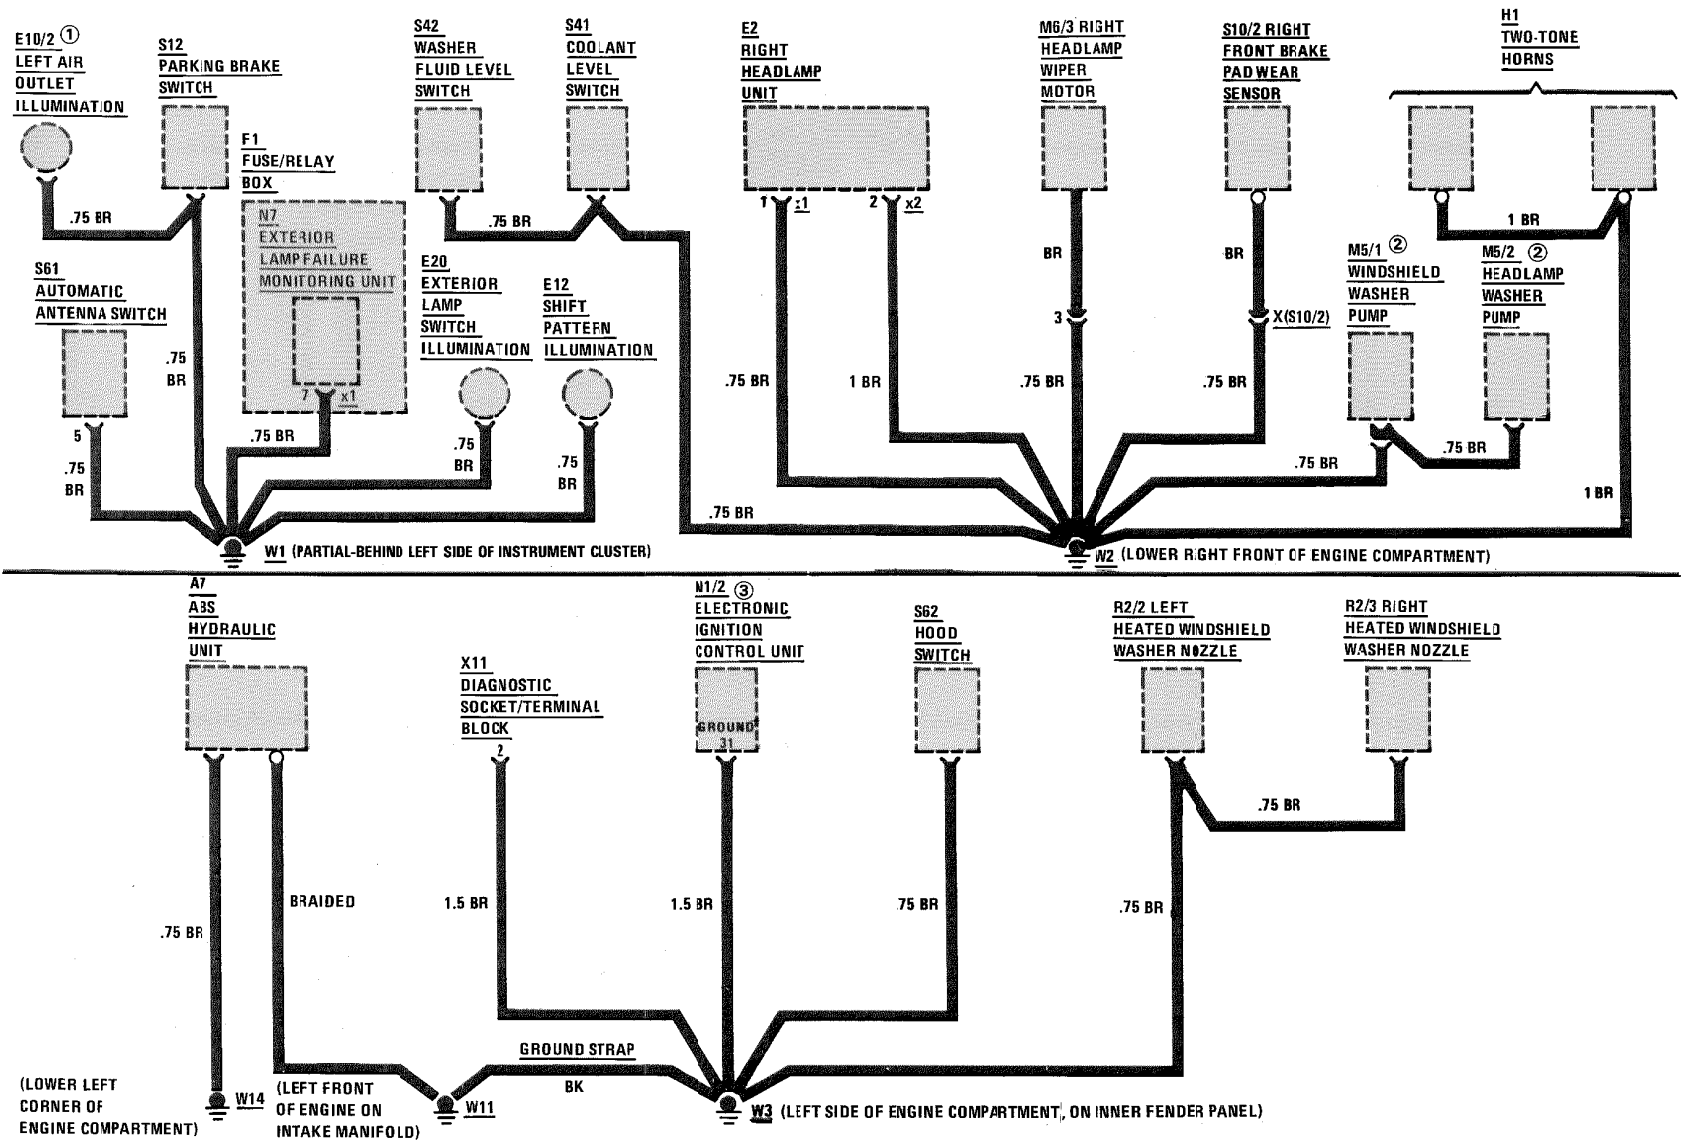 E10/2 ①
LEFT AIR
OUTLET
ILLUMINATION
S12
PARKING BRAKE
SWITCH
F1
FUSE/RELAY
BOX
N7
EXTERIOR
LAMP FAILURE
MONITORING UNIT
7 x1
S42
WASHER
FLUID LEVEL
SWITCH
S41
COOLANT
LEVEL
SWITCH
E2
RIGHT
HEADLAMP
UNIT
1 :1
2 x2
M6/3 RIGHT
HEADLAMP
WIPER
MOTOR
S10/2 RIGHT
FRONT BRAKE
PAD WEAR
SENSOR
H1
TWO-TONE
HORNS
.75 BR
.75 BR
1 BR
S61
AUTOMATIC
ANTENNA SWITCH
5
E20
EXTERIOR
LAMP
SWITCH
ILLUMINATION
E12
SHIFT
PATTERN
ILLUMINATION
BR
3
BR
X(S10/2)
M5/1 ②
WINDSHIELD
WASHER
PUMP
M5/2 ②
HEADLAMP
WASHER
PUMP
.75
BR
.75 BR
.75
BR
.75
BR
.75
BR
.75 BR
1 BR
.75 BR
.75 BR
.75 BR
.75 BR
1 BR
.75 BR
W1 (PARTIAL-BEHIND LEFT SIDE OF INSTRUMENT CLUSTER)
W2 (LOWER RIGHT FRONT OF ENGINE COMPARTMENT)
A7
ABS
HYDRAULIC
UNIT
X11
DIAGNOSTIC
SOCKET/TERMINAL
BLOCK
2
N1/2 ③
ELECTRONIC
IGNITION
CONTROL UNIT
GROUND
31
S62
HOOD
SWITCH
R2/2 LEFT
HEATED WINDSHIELD
WASHER NOZZLE
R2/3 RIGHT
HEATED WINDSHIELD
WASHER NOZZLE
.75 BR
.75 BR
BRAIDED
1.5 BR
1.5 BR
.75 BR
.75 BR
GROUND STRAP
BK
(LOWER LEFT
CORNER OF
ENGINE COMPARTMENT)
W14
(LEFT FRONT
OF ENGINE ON
INTAKE MANIFOLD)
W11
W3 (LEFT SIDE OF ENGINE COMPARTMENT, ON INNER FENDER PANEL)